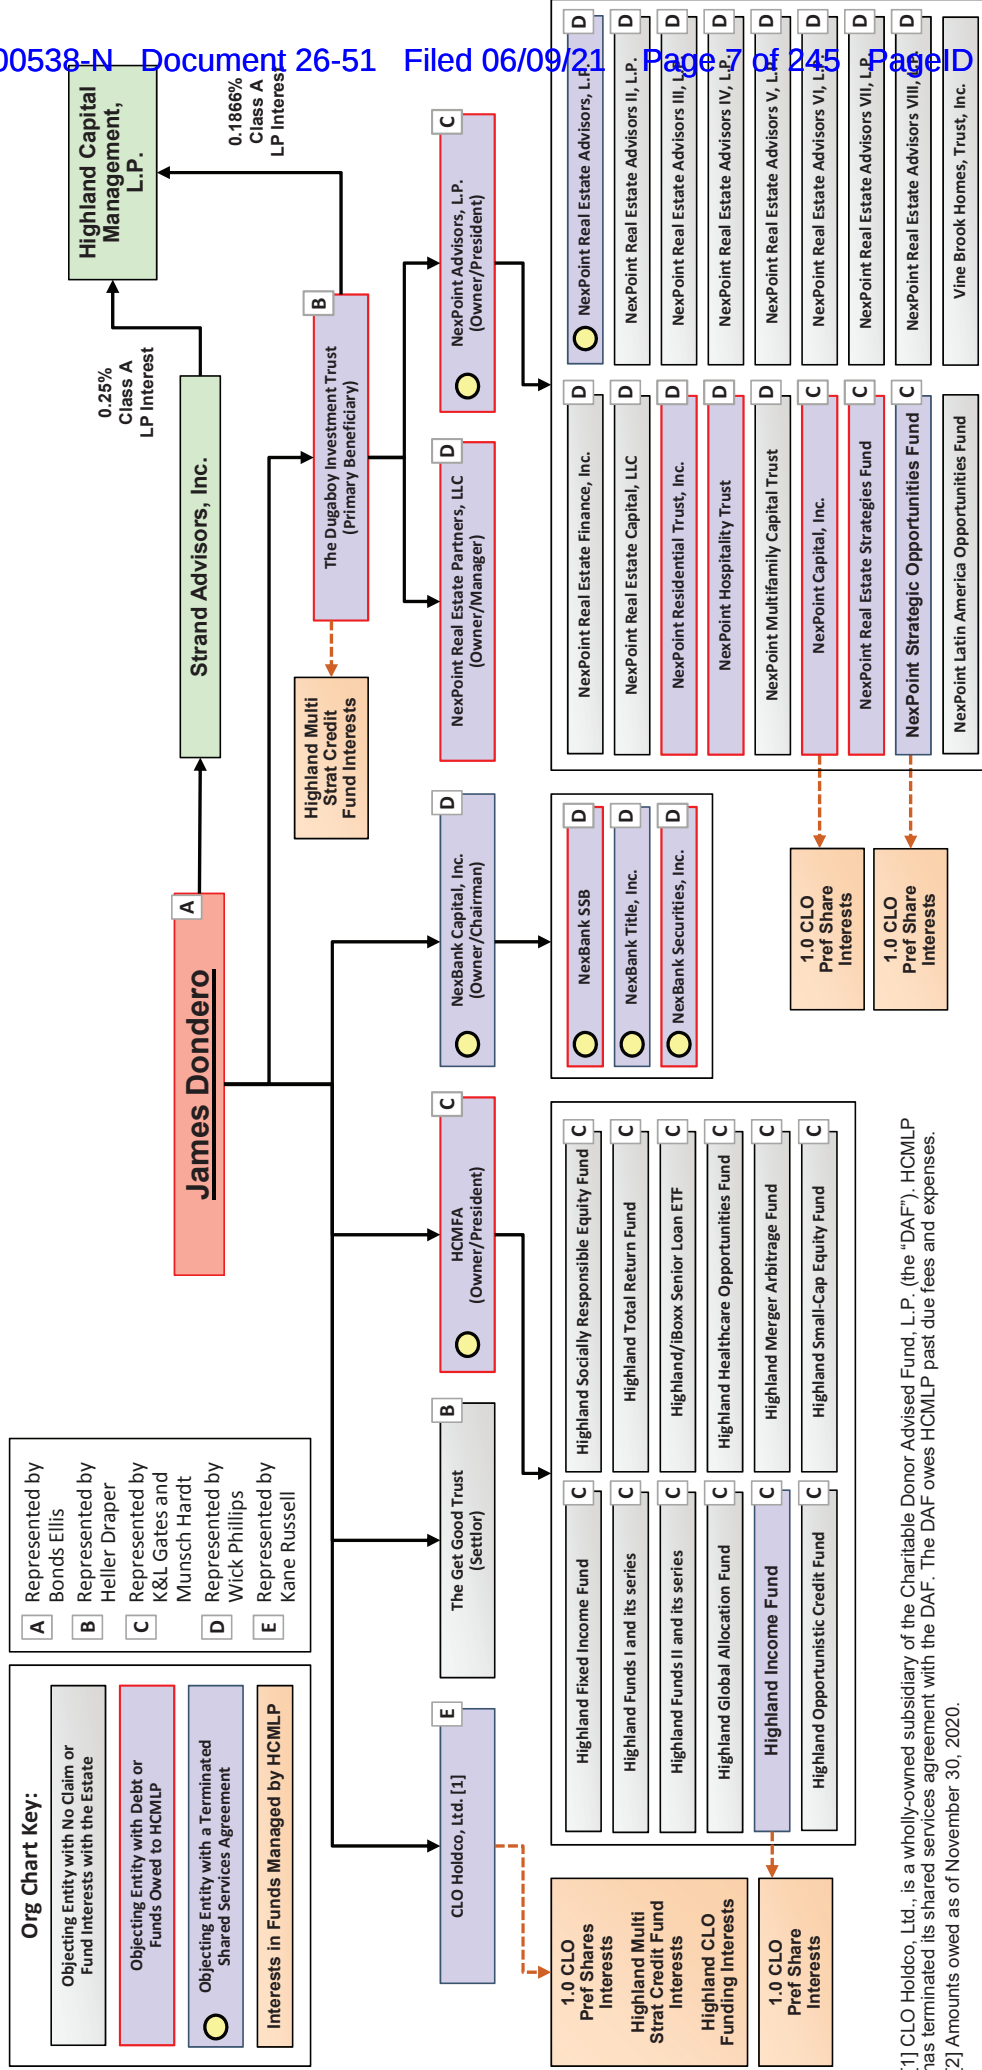 00538-N Document 26-51 Filed 06/09/21 Page 7 of 245 PageID
Org Chart Key:
Objecting Entity with No Claim or
Fund Interests with the Estate
Objecting Entity with Debt or
Funds Owed to HCMLP
Objecting Entity with a Terminated
Shared Services Agreement
Interests in Funds Managed by HCMLP
A Represented by
Bonds Ellis
B Represented by
Heller Draper
C Represented by
K&L Gates and
Munsch Hardt
D Represented by
Wick Phillips
E Represented by
Kane Russell
James Dondero
A
Strand Advisors, Inc.
0.25%
Class A
LP Interest
Highland Capital
Management,
L.P.
0.1866%
Class A
LP Interest
The Dugaboy Investment Trust
(Primary Beneficiary)
B
Highland Multi
Strat Credit
Fund Interests
CLO Holdco, Ltd. [1]
E
The Get Good Trust
(Settlor)
B
HCMFA
(Owner/President)
C
NexBank Capital, Inc.
(Owner/Chairman)
D
NexPoint Real Estate Partners, LLC
(Owner/Manager)
D
NexPoint Advisors, L.P.
(Owner/President)
C
1.0 CLO
Pref Shares
Interests
Highland Multi
Strat Credit Fund
Interests
Highland CLO
Funding Interests
1.0 CLO
Pref Share
Interests
Highland Fixed Income Fund C
Highland Funds I and its series C
Highland Funds II and its series C
Highland Global Allocation Fund C
Highland Income Fund C
Highland Opportunistic Credit Fund C
Highland Socially Responsible Equity Fund C
Highland Total Return Fund C
Highland/iBoxx Senior Loan ETF C
Highland Healthcare Opportunities Fund C
Highland Merger Arbitrage Fund C
Highland Small-Cap Equity Fund C
NexBank SSB D
NexBank Title, Inc. D
NexBank Securities, Inc. D
1.0 CLO
Pref Share
Interests
1.0 CLO
Pref Share
Interests
NexPoint Real Estate Finance, Inc. D
NexPoint Real Estate Capital, LLC D
NexPoint Residential Trust, Inc. D
NexPoint Hospitality Trust D
NexPoint Multifamily Capital Trust D
NexPoint Capital, Inc. C
NexPoint Real Estate Strategies Fund C
NexPoint Strategic Opportunities Fund C
NexPoint Latin America Opportunities Fund
NexPoint Real Estate Advisors, L.P. D
NexPoint Real Estate Advisors II, L.P. D
NexPoint Real Estate Advisors III, L.P. D
NexPoint Real Estate Advisors IV, L.P. D
NexPoint Real Estate Advisors V, L.P. D
NexPoint Real Estate Advisors VI, L.P. C
NexPoint Real Estate Advisors VII, L.P. D
NexPoint Real Estate Advisors VIII, L.P. D
Vine Brook Homes, Trust, Inc.
[1] CLO Holdco, Ltd., is a wholly-owned subsidiary of the Charitable Donor Advised Fund, L.P. (the “DAF”). HCMLP
has terminated its shared services agreement with the DAF. The DAF owes HCMLP past due fees and expenses.
[2] Amounts owed as of November 30, 2020.